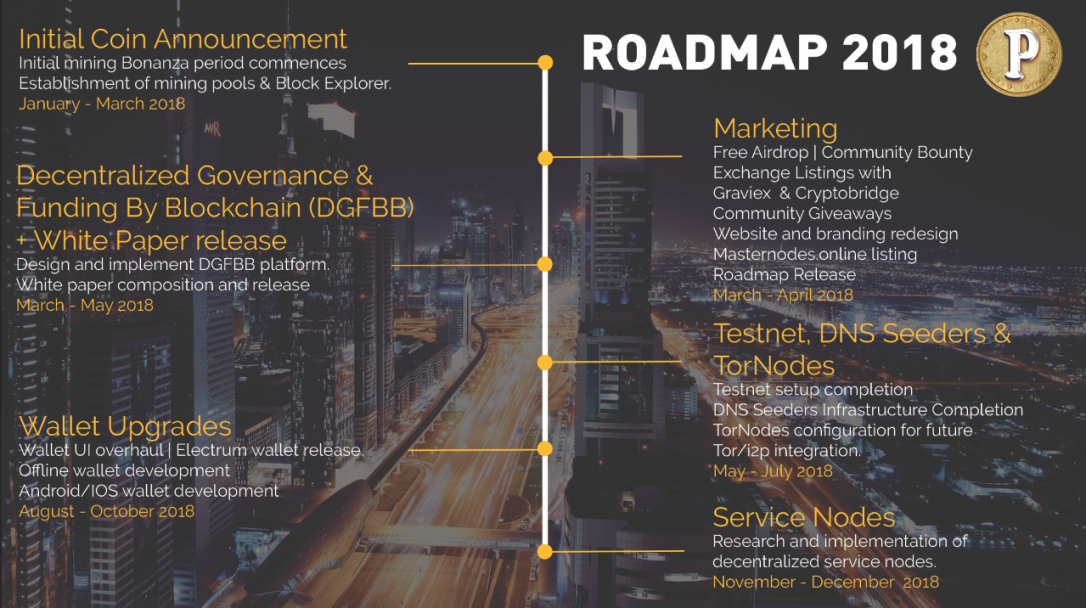 ROADMAP 2018
P
Initial Coin Announcement
Initial mining Bonanza period commences
Establishment of mining pools & Block Explorer.
January - March 2018
Marketing
Free Airdrop | Community Bounty
Exchange Listings with
Graviex & Cryptobridge
Community Giveaways
Website and branding redesign
Masternodes.online listing
Roadmap Release
March - April 2018
Decentralized Governance &
Funding By Blockchain (DGFBB)
+ White Paper release
Design and implement DGFBB platform.
White paper composition and release
March - May 2018
Testnet, DNS Seeders &
TorNodes
Testnet setup completion
DNS Seeders Infrastructure Completion
TorNodes configuration for future
Tor/i2p integration.
May - July 2018
Wallet Upgrades
Wallet UI overhaul | Electrum wallet release
Offline wallet development
Android/IOS wallet development
August - October 2018
Service Nodes
Research and implementation of
decentralized service nodes.
November - December 2018